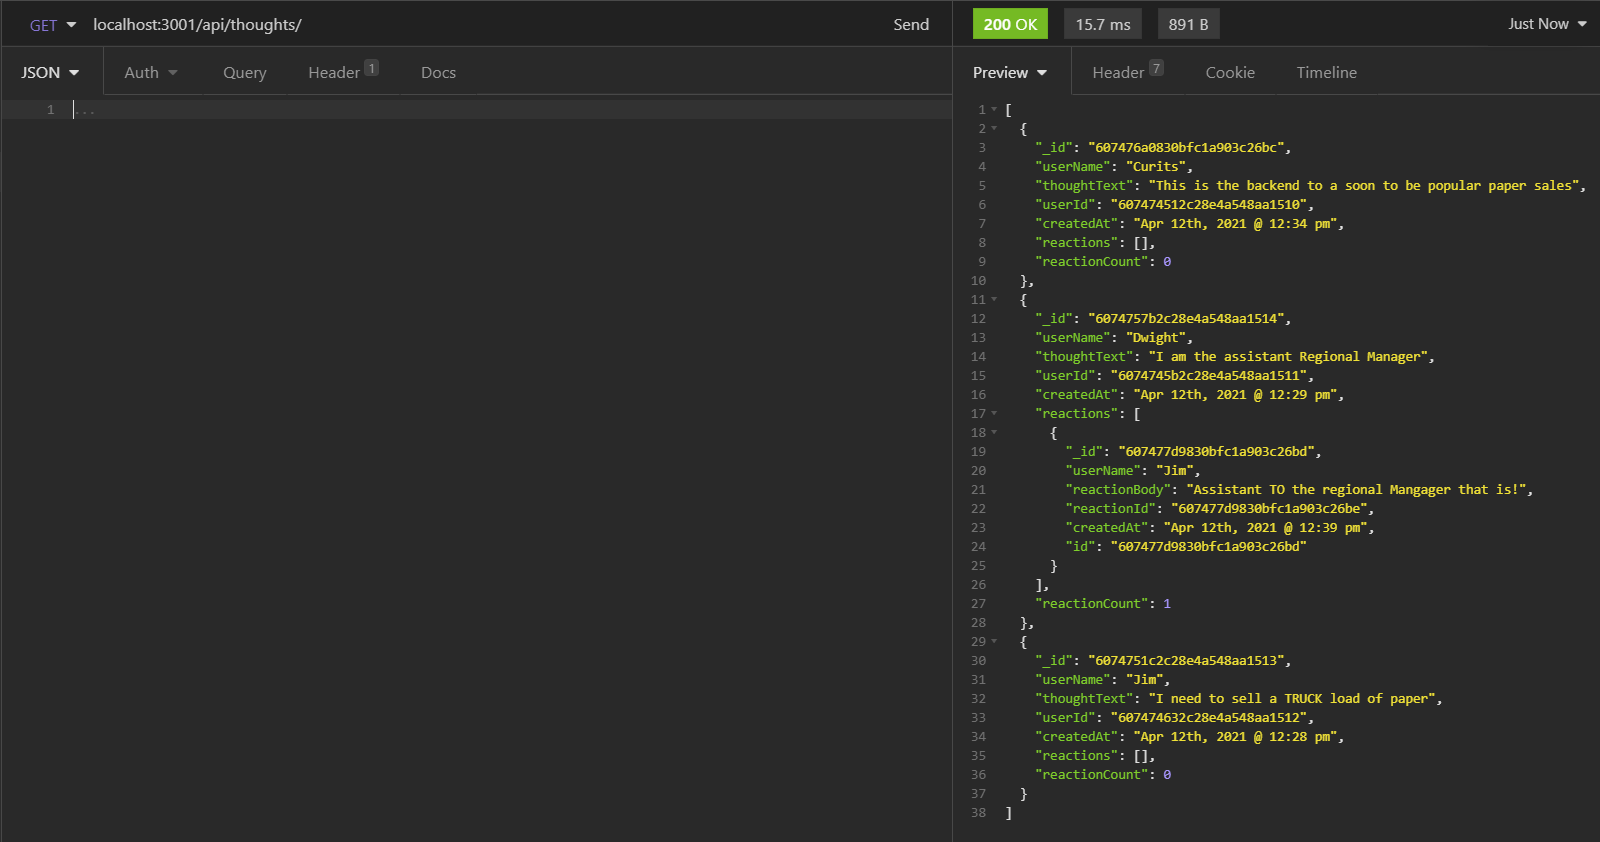 GET localhost:3001/api/thoughts/ Send
200 OK 15.7 ms 891 B Just Now
JSON Auth Query Header 1 Docs
Preview Header 7 Cookie Timeline
1 ...
1 [
2 {
3 "_id": "607476a0830bfc1a903c26bc",
4 "userName": "Curits",
5 "thoughtText": "This is the backend to a soon to be popular paper sales",
6 "userId": "607474512c28e4a548aa1510",
7 "createdAt": "Apr 12th, 2021 @ 12:34 pm",
8 "reactions": [],
9 "reactionCount": 0
10 },
11 {
12 "_id": "6074757b2c28e4a548aa1514",
13 "userName": "Dwight",
14 "thoughtText": "I am the assistant Regional Manager",
15 "userId": "6074745b2c28e4a548aa1511",
16 "createdAt": "Apr 12th, 2021 @ 12:29 pm",
17 "reactions": [
18 {
19 "_id": "607477d9830bfc1a903c26bd",
20 "userName": "Jim",
21 "reactionBody": "Assistant TO the regional Mangager that is!",
22 "reactionId": "607477d9830bfc1a903c26be",
23 "createdAt": "Apr 12th, 2021 @ 12:39 pm",
24 "id": "607477d9830bfc1a903c26bd"
25 }
26 ],
27 "reactionCount": 1
28 },
29 {
30 "_id": "6074751c2c28e4a548aa1513",
31 "userName": "Jim",
32 "thoughtText": "I need to sell a TRUCK load of paper",
33 "userId": "607474632c28e4a548aa1512",
34 "createdAt": "Apr 12th, 2021 @ 12:28 pm",
35 "reactions": [],
36 "reactionCount": 0
37 }
38 ]